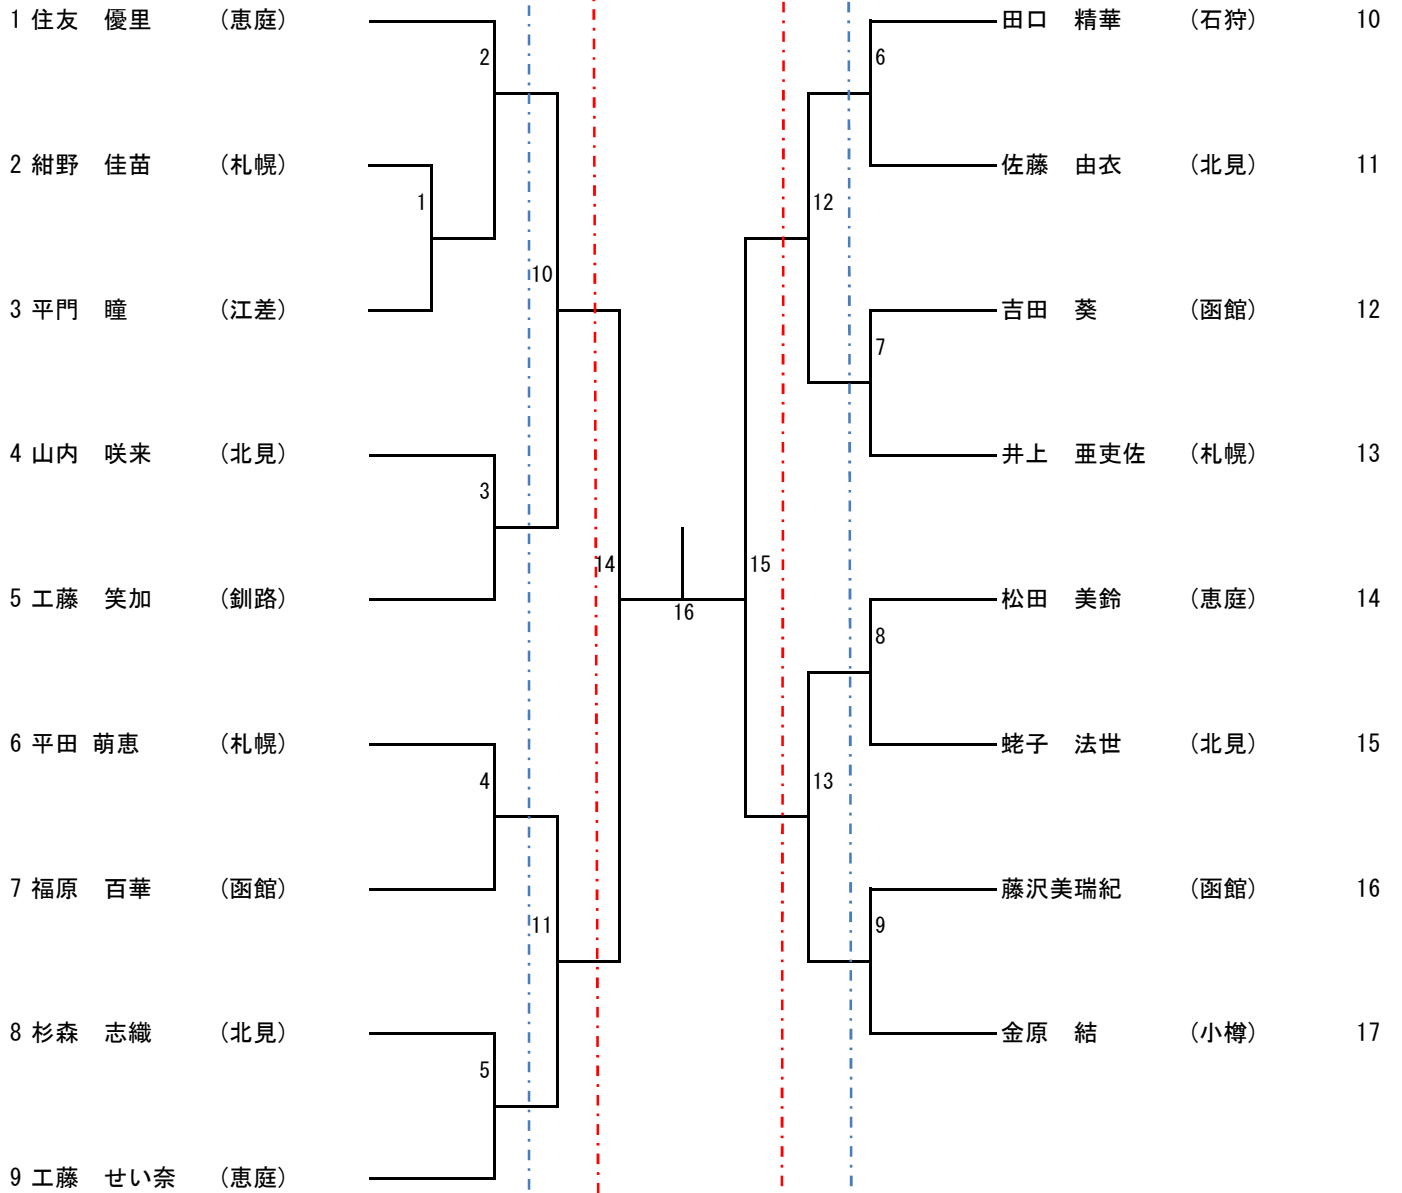 1 住友　優里　（恵庭）
2
2 紺野　佳苗　（札幌）
1
10
3 平門　瞳　（江差）
4 山内　咲来　（北見）
3
14
5 工藤　笑加　（釧路）
6 平田 萌恵　（札幌）
4
7 福原　百華　（函館）
11
8 杉森　志織　（北見）
5
9 工藤　せい奈　（恵庭）
16
田口　精華　（石狩）　10
6
佐藤　由衣　（北見）　11
12
吉田　葵　（函館）　12
7
井上　亜吏佐　（札幌）　13
15
松田　美鈴　（恵庭）　14
8
蛯子　法世　（北見）　15
13
藤沢美瑞紀　（函館）　16
9
金原　結　（小樽）　17